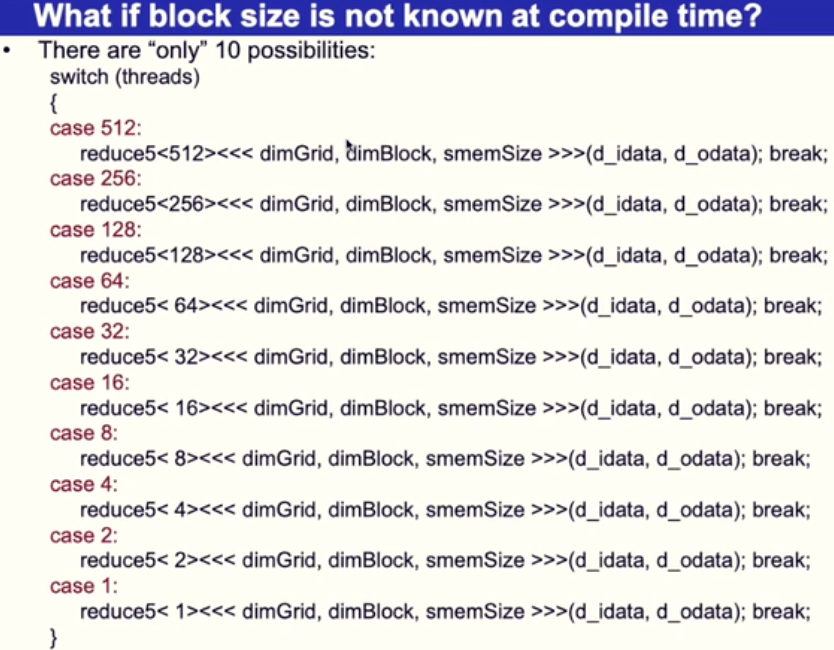 What if block size is not known at compile time?
• There are “only” 10 possibilities:
switch (threads)
{
case 512:
reduce5<512><<< dimGrid, dimBlock, smemSize >>>(d_idata, d_odata); break;
case 256:
reduce5<256><<< dimGrid, dimBlock, smemSize >>>(d_idata, d_odata); break;
case 128:
reduce5<128><<< dimGrid, dimBlock, smemSize >>>(d_idata, d_odata); break;
case 64:
reduce5< 64><<< dimGrid, dimBlock, smemSize >>>(d_idata, d_odata); break;
case 32:
reduce5< 32><<< dimGrid, dimBlock, smemSize >>>(d_idata, d_odata); break;
case 16:
reduce5< 16><<< dimGrid, dimBlock, smemSize >>>(d_idata, d_odata); break;
case 8:
reduce5< 8><<< dimGrid, dimBlock, smemSize >>>(d_idata, d_odata); break;
case 4:
reduce5< 4><<< dimGrid, dimBlock, smemSize >>>(d_idata, d_odata); break;
case 2:
reduce5< 2><<< dimGrid, dimBlock, smemSize >>>(d_idata, d_odata); break;
case 1:
reduce5< 1><<< dimGrid, dimBlock, smemSize >>>(d_idata, d_odata); break;
}